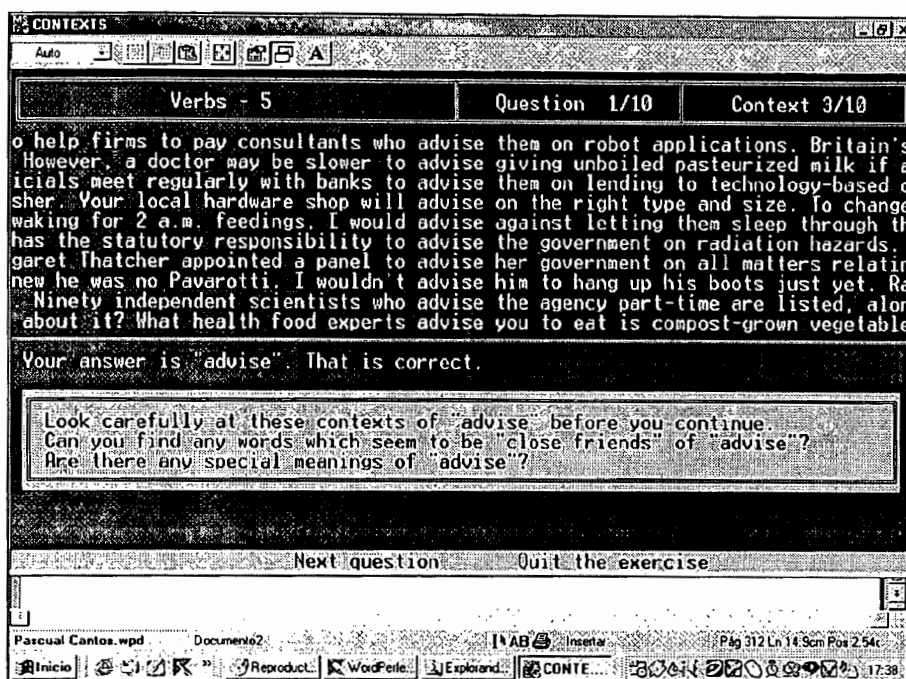 CONTEXTS
Auto
A
Verbs - 5 Question 1/10 Context 3/10
o help firms to pay consultants who advise them on robot applications. Britain's
However, a doctor may be slower to advise giving unboiled pasteurized milk if a
icials meet regularly with banks to advise them on lending to technology-based c
sher. Your local hardware shop will advise on the right type and size. To change
waking for 2 a.m. feedings, I would advise against letting them sleep through th
has the statutory responsibility to advise the government on radiation hazards.
garet Thatcher appointed a panel to advise her government on all matters relatin
new he was no Pavarotti. I wouldn't advise him to hang up his boots just yet. Ra
Ninety independent scientists who advise the agency part-time are listed, alon
about it? What health food experts advise you to eat is compost-grown vegetable
Your answer is "advise". That is correct.
Look carefully at these contexts of "advise" before you continue.
Can you find any words which seem to be "close friends" of "advise"?
Are there any special meanings of "advise"?
Next question Quit the exercise
Pascual Cantos.wpd Documento2 AB Insertar Pág 312 Ln 14.9cm Pos 2.54c
Inicio Reproduct... WordPerfe... Explorand... CONTE... 17:38